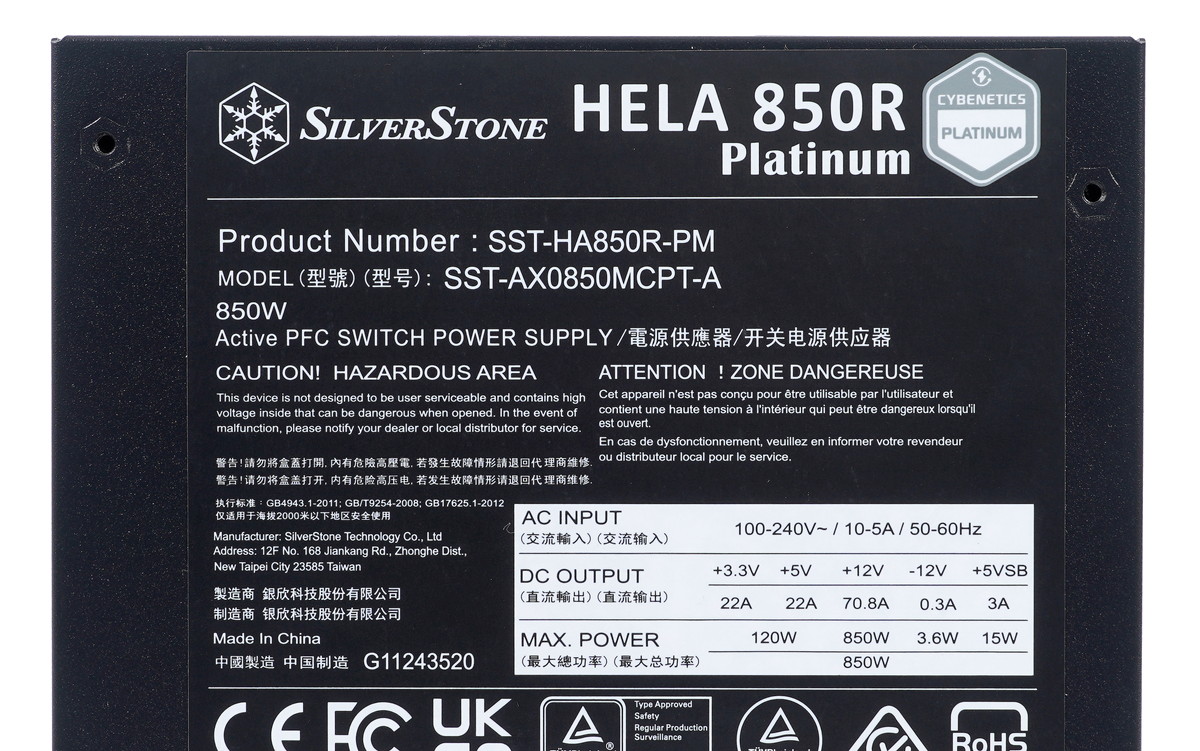 SILVERSTONE
HELA 850R
Platinum
CYBENETICS
PLATINUM
Product Number : SST-HA850R-PM
MODEL (型號) (型号) : SST-AX0850MCPT-A
850W
Active PFC SWITCH POWER SUPPLY /電源供應器/开关电源供应器
CAUTION! HAZARDOUS AREA
This device is not designed to be user serviceable and contains high
voltage inside that can be dangerous when opened. In the event of
malfunction, please notify your dealer or local distributor for service.
ATTENTION ! ZONE DANGEREUSE
Cet appareil n'est pas conçu pour être utilisable par l'utilisateur et
contient une haute tension à l'intérieur qui peut être dangereux lorsqu'il
est ouvert.
En cas de dysfonctionnement, veuillez en informer votre revendeur
ou distributeur local pour le service.
警告!請勿將盒蓋打開, 內有危險高壓電, 若發生故障情形請退回代理商維修.
警告!请勿将盒盖打开, 内有危险高压电, 若发生故障情形请退回代理商维修.
执行标准 : GB4943.1-2011; GB/T9254-2008; GB17625.1-2012
仅适用于海拔2000米以下地区安全使用
Manufacturer: SilverStone Technology Co., Ltd
Address: 12F No. 168 Jiankang Rd., Zhonghe Dist.,
New Taipei City 23585 Taiwan
製造商 銀欣科技股份有限公司
制造商 银欣科技股份有限公司
Made In China
中國製造 中国制造 G11243520
AC INPUT
(交流輸入) (交流输入)
100-240V~ / 10-5A / 50-60Hz
DC OUTPUT
(直流輸出) (直流输出)
+3.3V +5V +12V -12V +5VSB
22A 22A 70.8A 0.3A 3A
MAX. POWER
(最大總功率) (最大总功率)
120W 850W 3.6W 15W
850W
CE FC UK
Type Approved
Safety
Regular Production
Surveillance
RoHS